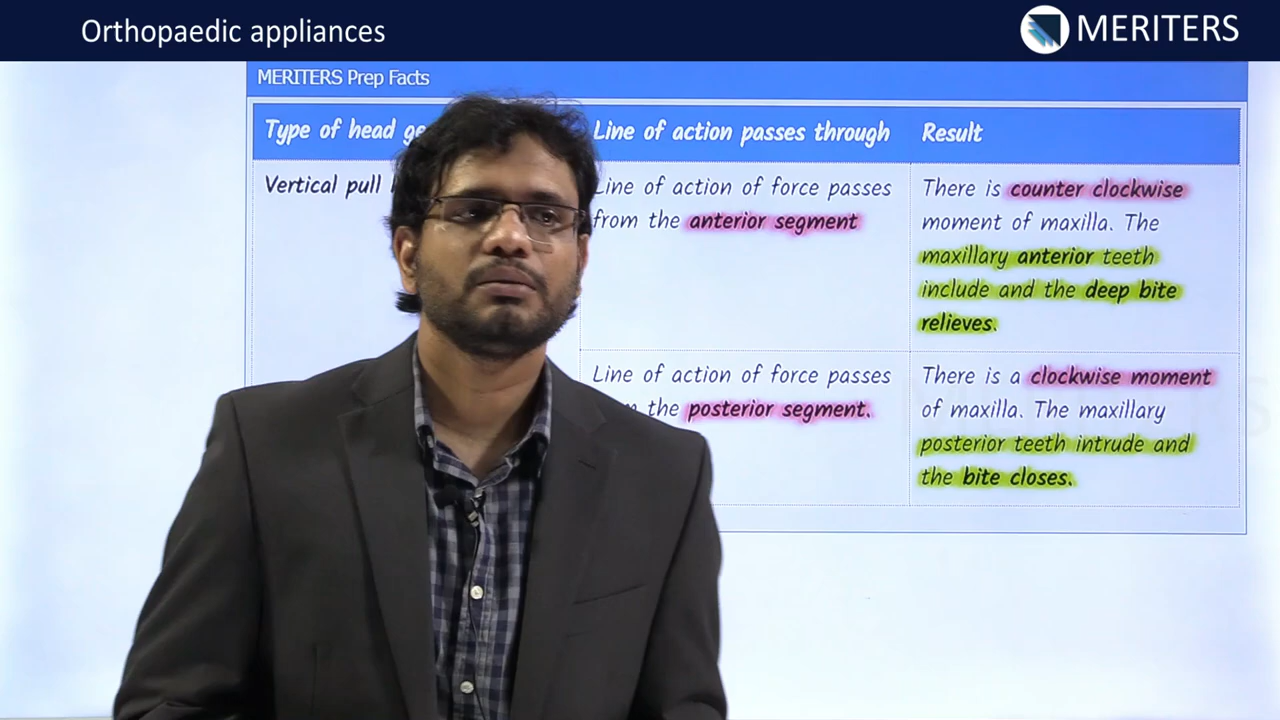 Orthopaedic appliances
MERITERS
MERITERS Prep Facts
Type of head
Line of action passes through
Result
Vertical pull
Line of action of force passes
from the anterior segment
There is counter clockwise
moment of maxilla. The
maxillary anterior teeth
include and the deep bite
relieves.
Line of action of force passes
the posterior segment.
There is a clockwise moment
of maxilla. The maxillary
posterior teeth intrude and
the bite closes.